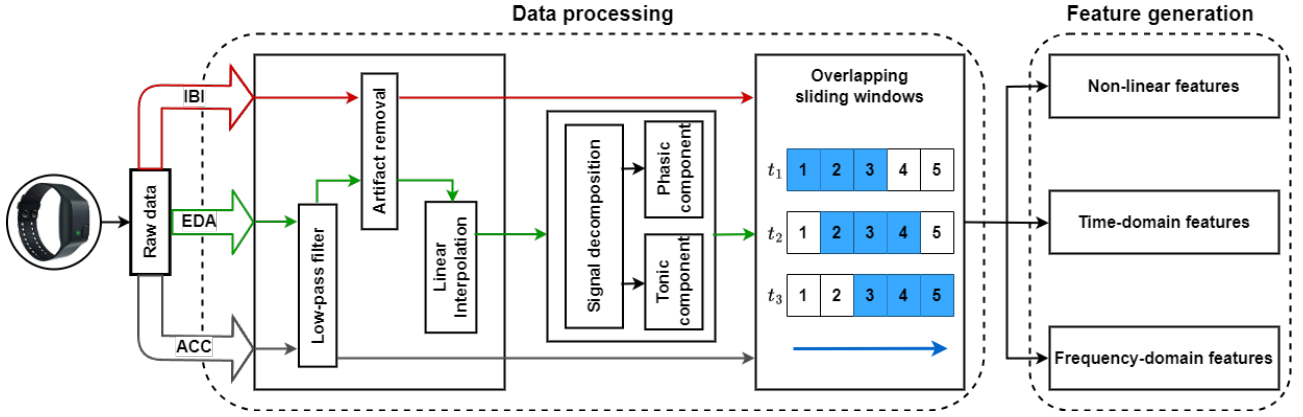 Data processing
Feature generation
IBI
Raw data
EDA
ACC
Low-pass filter
Artifact removal
Linear
Interpolation
Signal decomposition
Phasic
component
Tonic
component
Overlapping
sliding windows
t1 1 2 3 4 5
t2 1 2 3 4 5
t3 1 2 3 4 5
Non-linear features
Time-domain features
Frequency-domain features